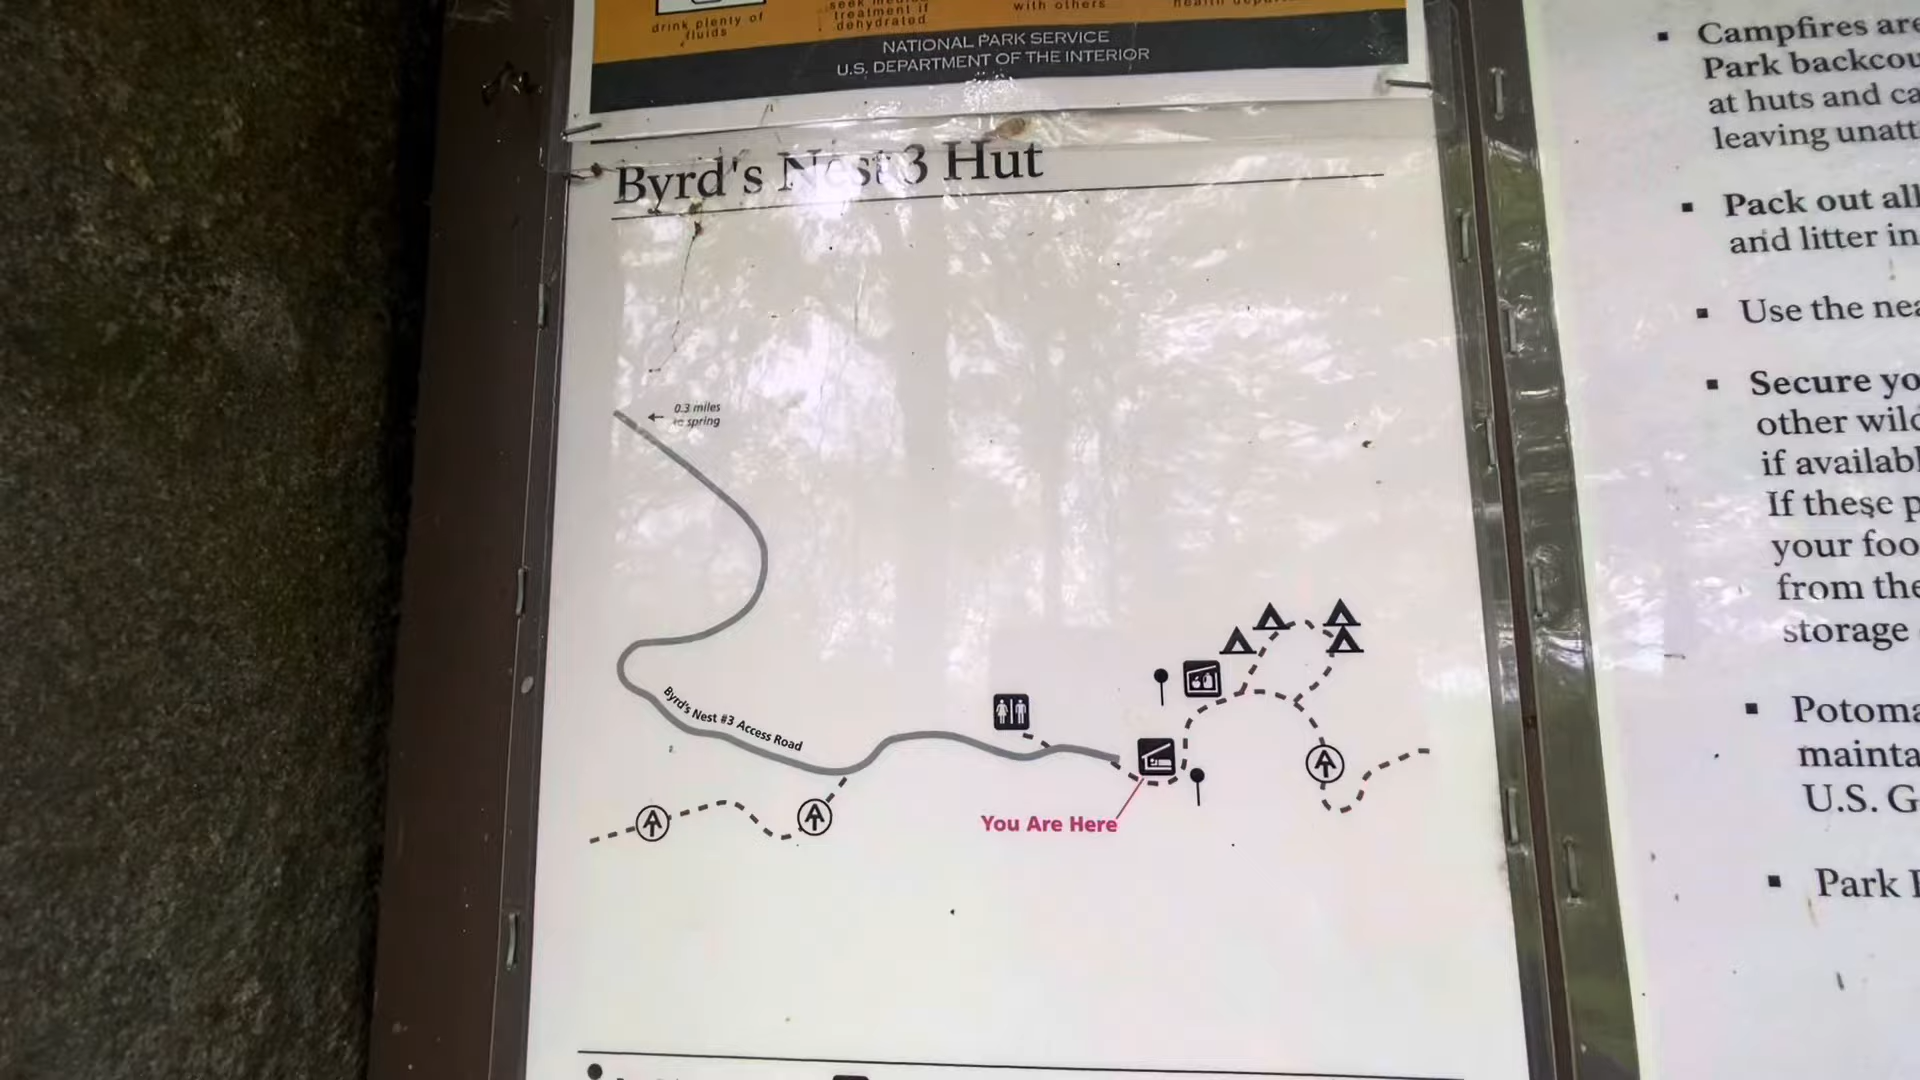 drink plenty of
fluids
seek medical
treatment if
dehydrated
with others
NATIONAL PARK SERVICE
U.S. DEPARTMENT OF THE INTERIOR
Byrd's Nest 3 Hut
0.3 miles
to spring
Byrd's Nest #3 Access Road
You Are Here
Campfires are
Park backcou
at huts and ca
leaving unatt
Pack out all
and litter in
Use the nea
Secure yo
other wild
if availabl
If these p
your foo
from the
storage
Potoma
mainta
U.S. G
Park